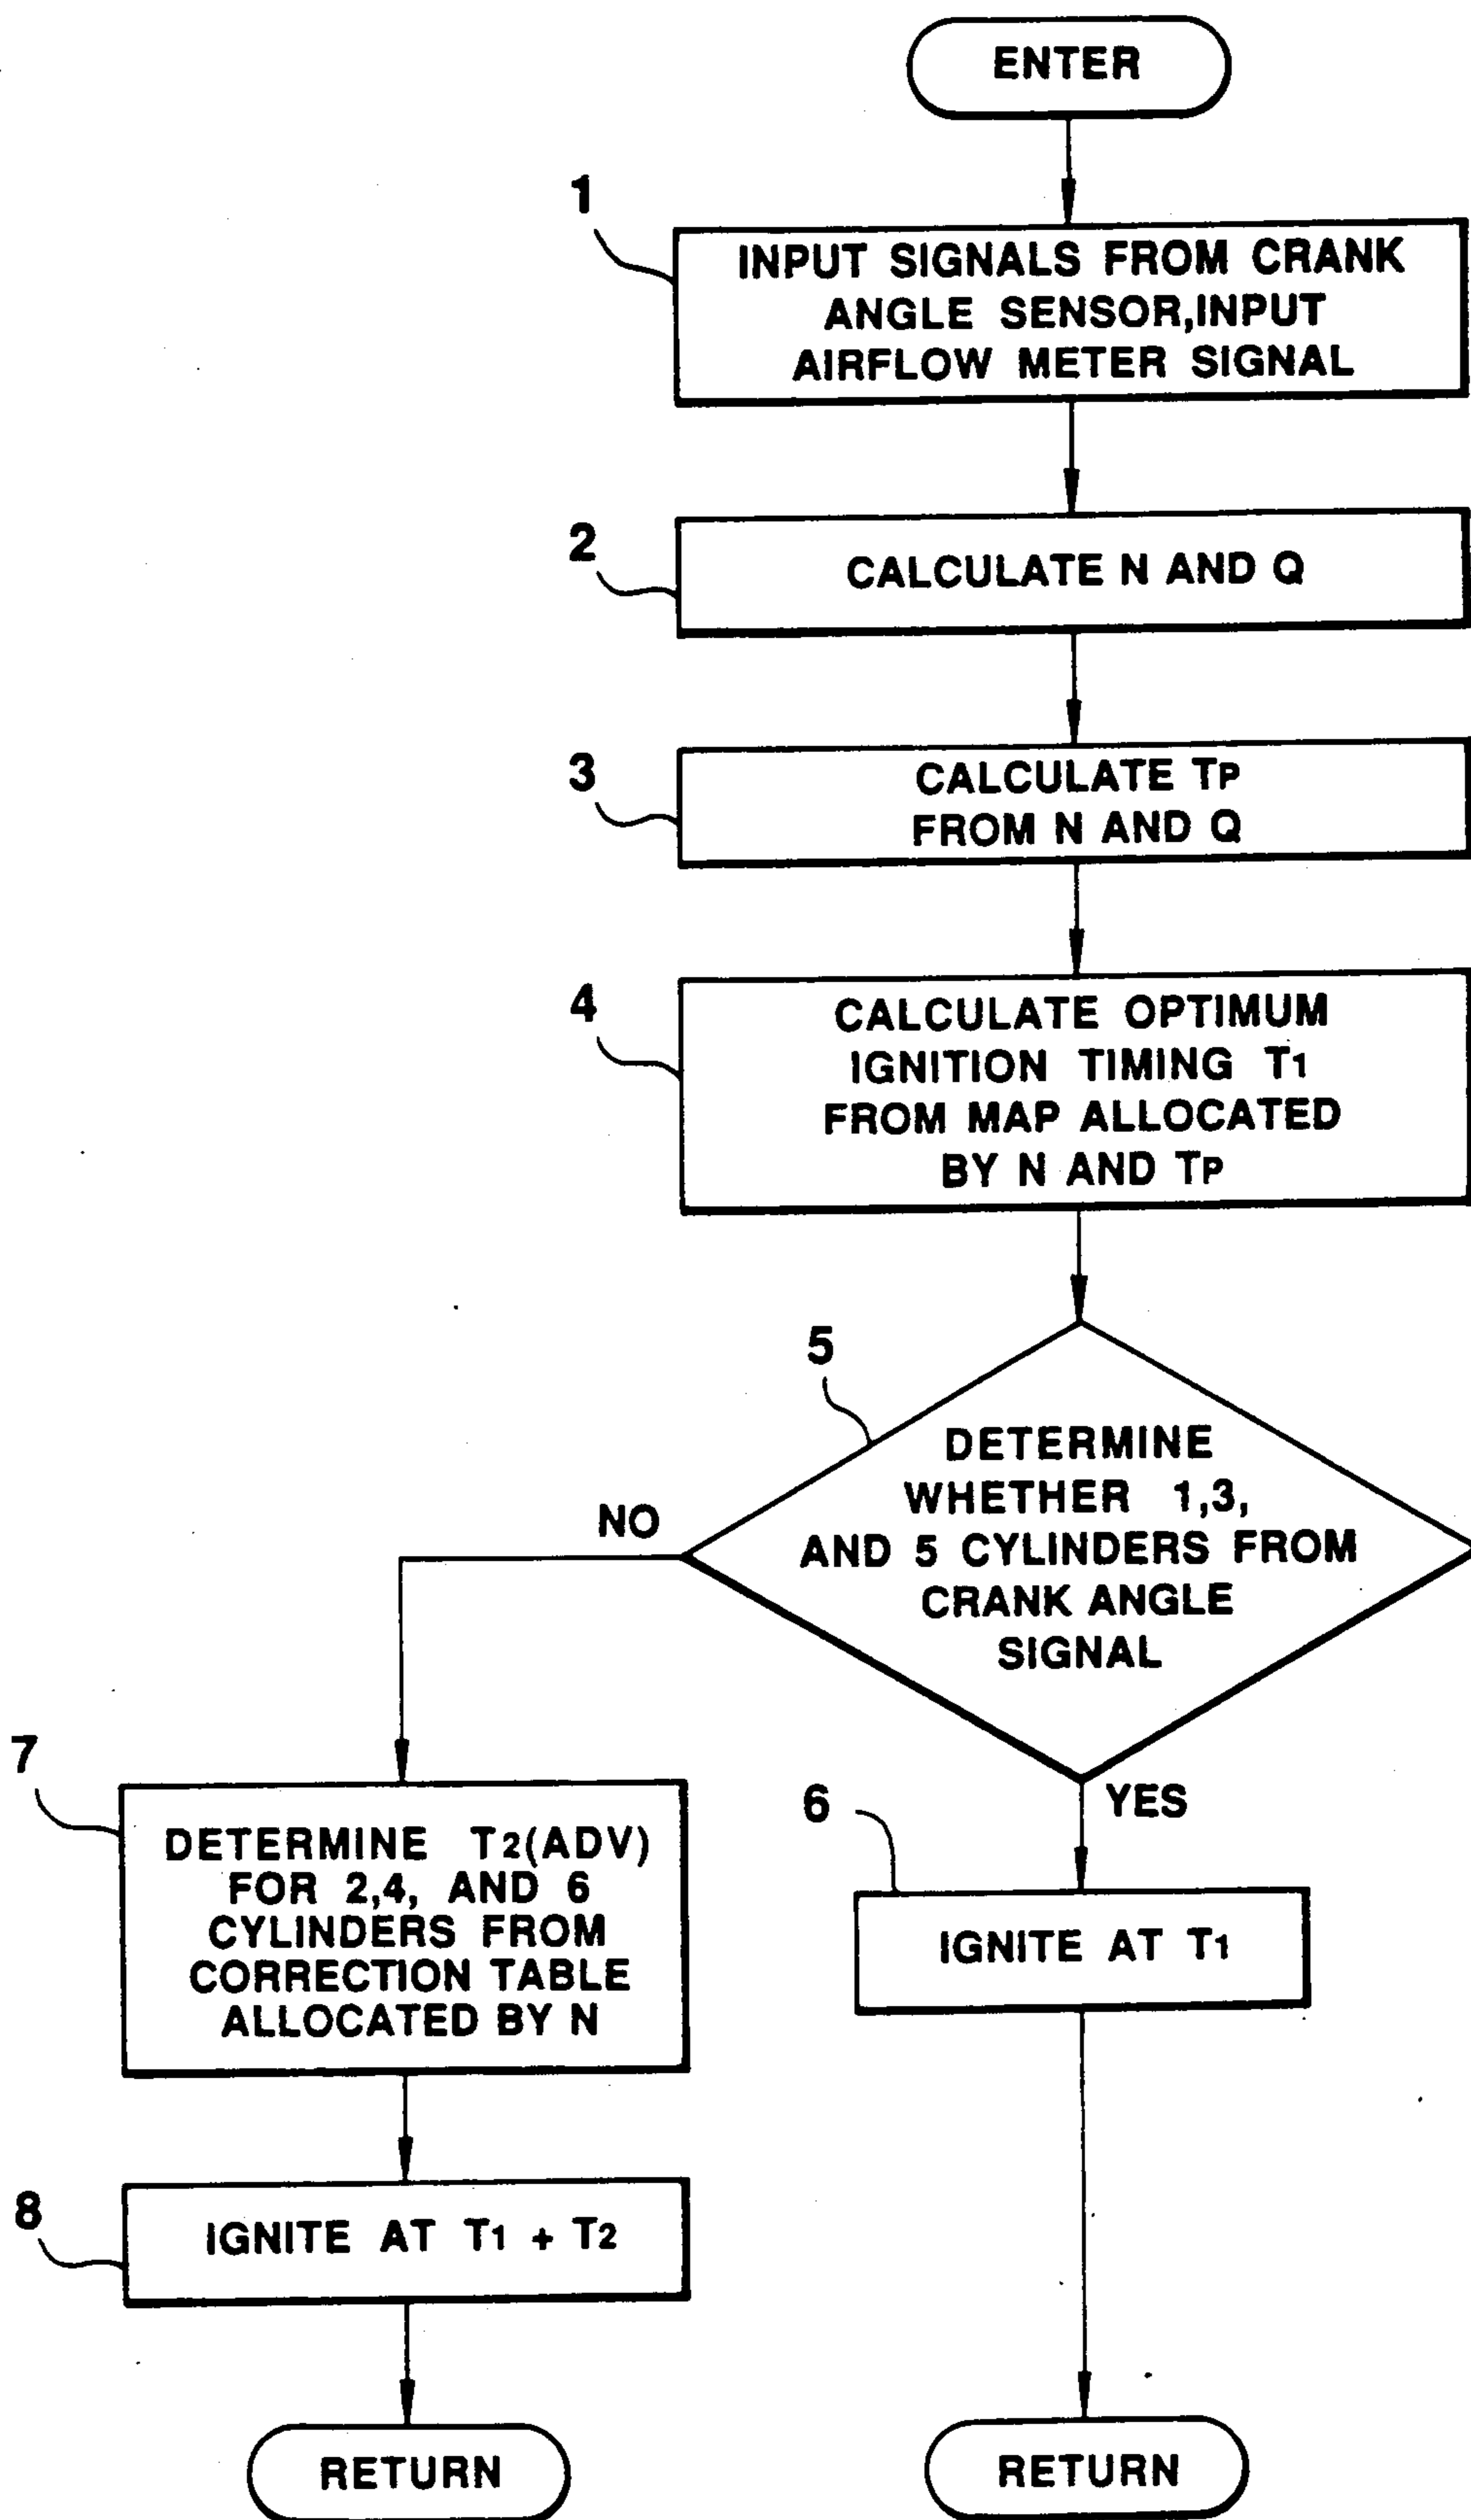 ENTER
1
INPUT SIGNALS FROM CRANK
ANGLE SENSOR,INPUT
AIRFLOW METER SIGNAL
2
CALCULATE N AND Q
3
CALCULATE TP
FROM N AND Q
4
CALCULATE OPTIMUM
IGNITION TIMING T1
FROM MAP ALLOCATED
BY N AND TP
5
DETERMINE
WHETHER 1,3,
AND 5 CYLINDERS FROM
CRANK ANGLE
SIGNAL
NO
YES
7
DETERMINE T2(ADV)
FOR 2,4, AND 6
CYLINDERS FROM
CORRECTION TABLE
ALLOCATED BY N
6
IGNITE AT T1
8
IGNITE AT T1 + T2
RETURN
RETURN